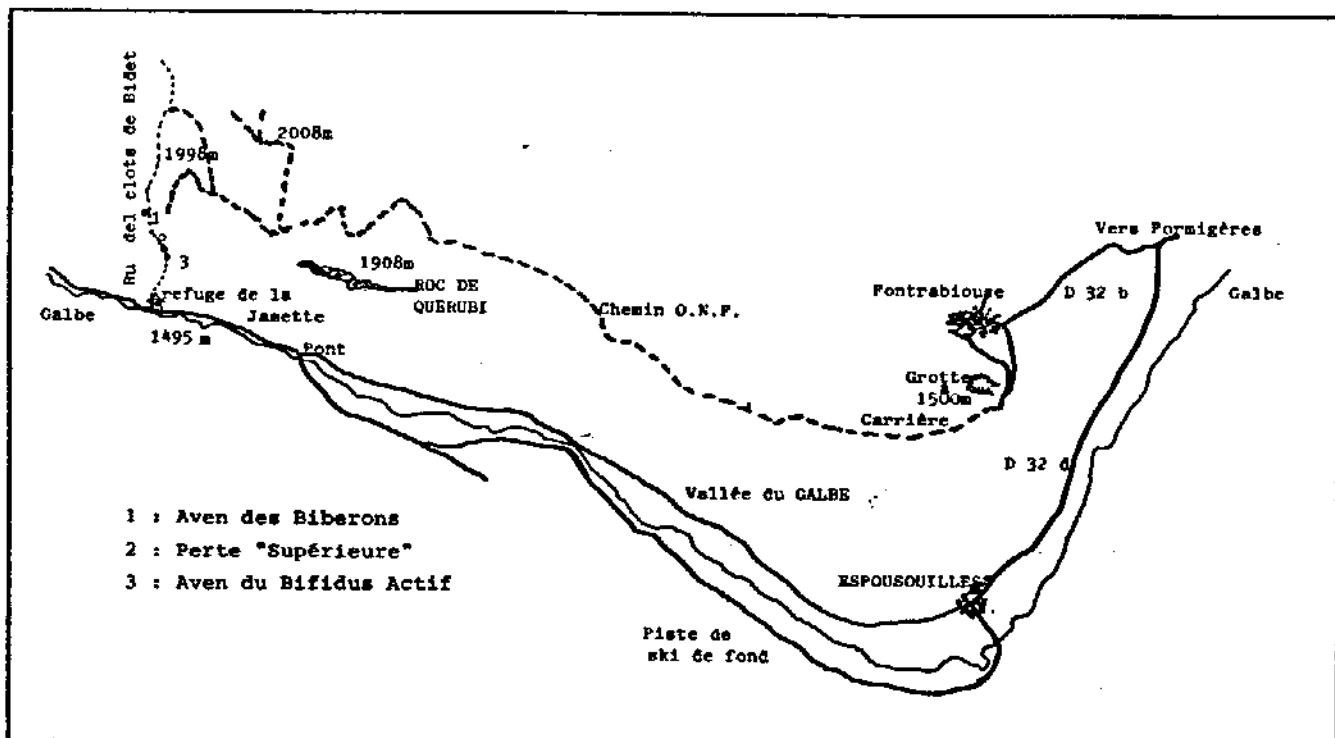 Ru del clots de Bidet
2008m
1998m
1
2
3
Vers Formigères
1908m
ROC DE
QUERUBI
D 32 b
Galbe
Fontrabiouse
refuge de la
Jasette
Galbe
1495 m
Chemin O.N.F.
Pont
Grotte
1500m
Carrière
D 32 d
Vallée du GALBE
1 : Aven des Biberons
2 : Perte "Supérieure"
3 : Aven du Bifidus Actif
ESPOUSOUILLES
Piste de
ski de fond